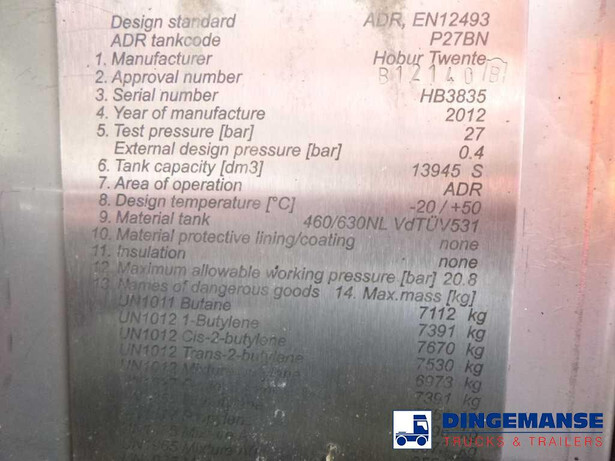 Design standard ADR, EN12493
ADR tankcode P27BN
1. Manufacturer Hobur Twente
2. Approval number B12140/B
3. Serial number HB3835
4. Year of manufacture 2012
5. Test pressure [bar] 27
External design pressure [bar] 0.4
6. Tank capacity [dm3] 13945 S
7. Area of operation ADR
8. Design temperature [°C] -20 / +50
9. Material tank 460/630NL VdTÜV531
10. Material protective lining/coating none
11. Insulation none
12. Maximum allowable working pressure [bar] 20.8
13. Names of dangerous goods 14. Max.mass [kg]
UN1011 Butane 7112 kg
UN1012 1-Butylene 7391 kg
UN1012 Cis-2-butylene 7670 kg
UN1012 Trans-2-butylene 7530 kg
UN1012 6973 kg
7391 kg
kg
DINGEMANSE
TRUCKS & TRAILERS